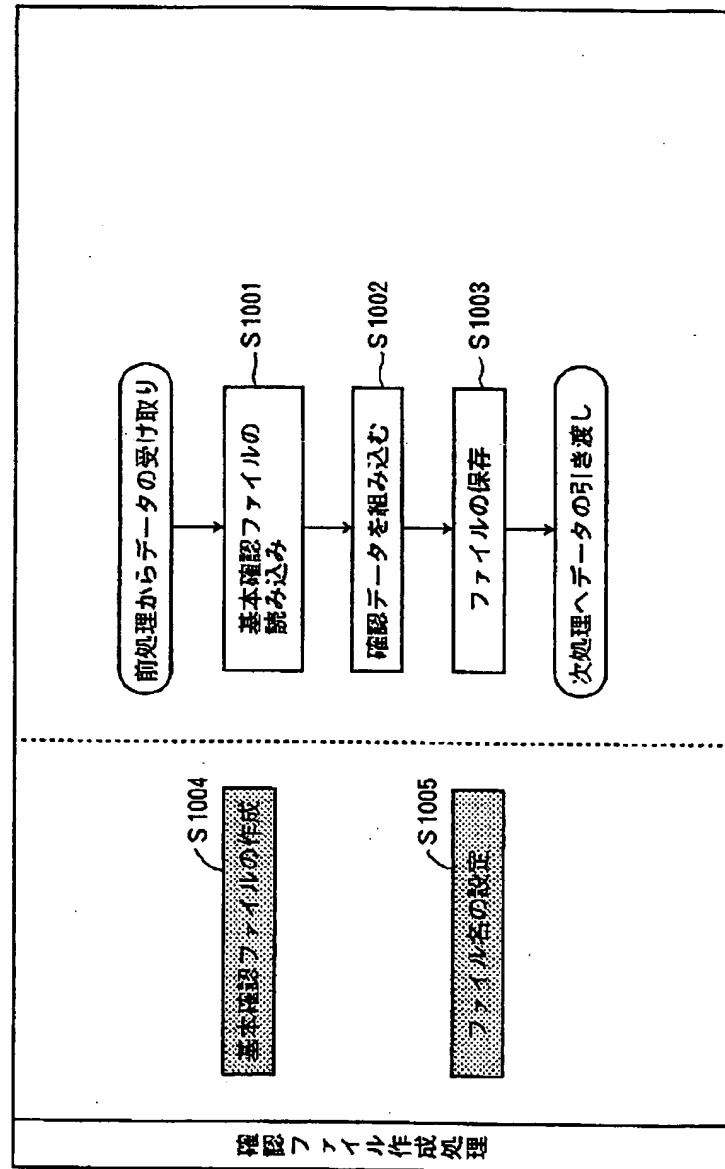 確認ファイル作成処理
基本確認ファイルの作成
S1004
ファイル名の設定
S1005
前処理からデータの受け取り
基本確認ファイルの
読み込み
S1001
確認データを組み込む
S1002
ファイルの保存
S1003
次処理へデータの引き渡し